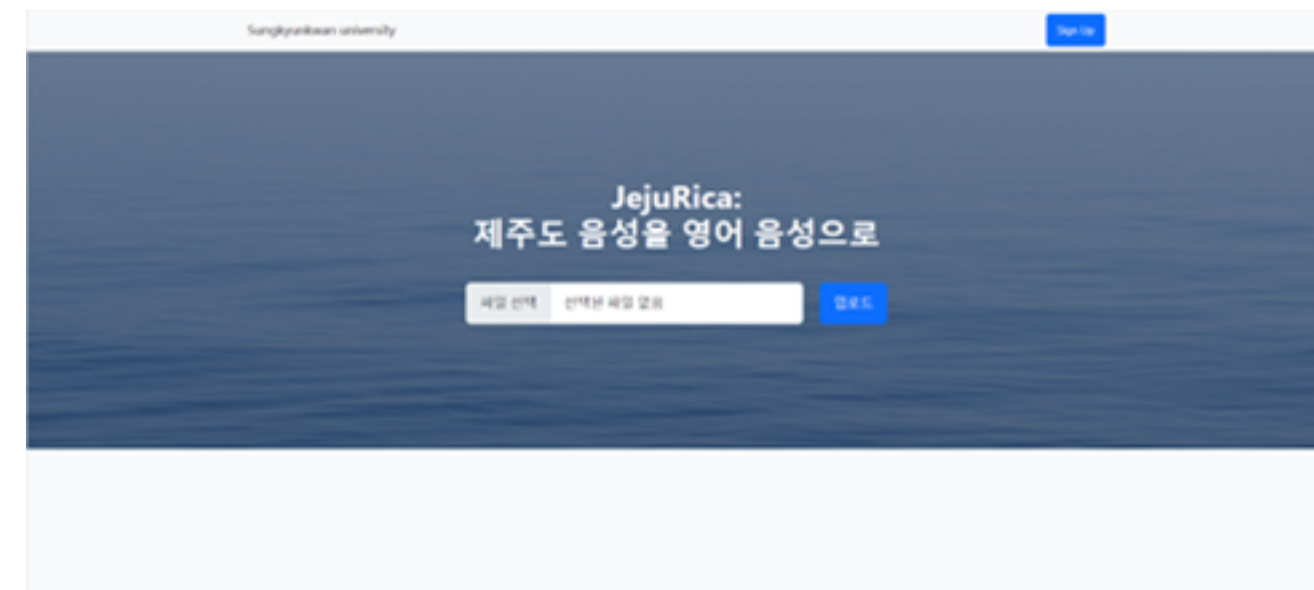 Sungkyunkwan university
Sign Up
JejuRica:
제주도 음성을 영어 음성으로
파일 선택 선택된 파일 없음
업로드